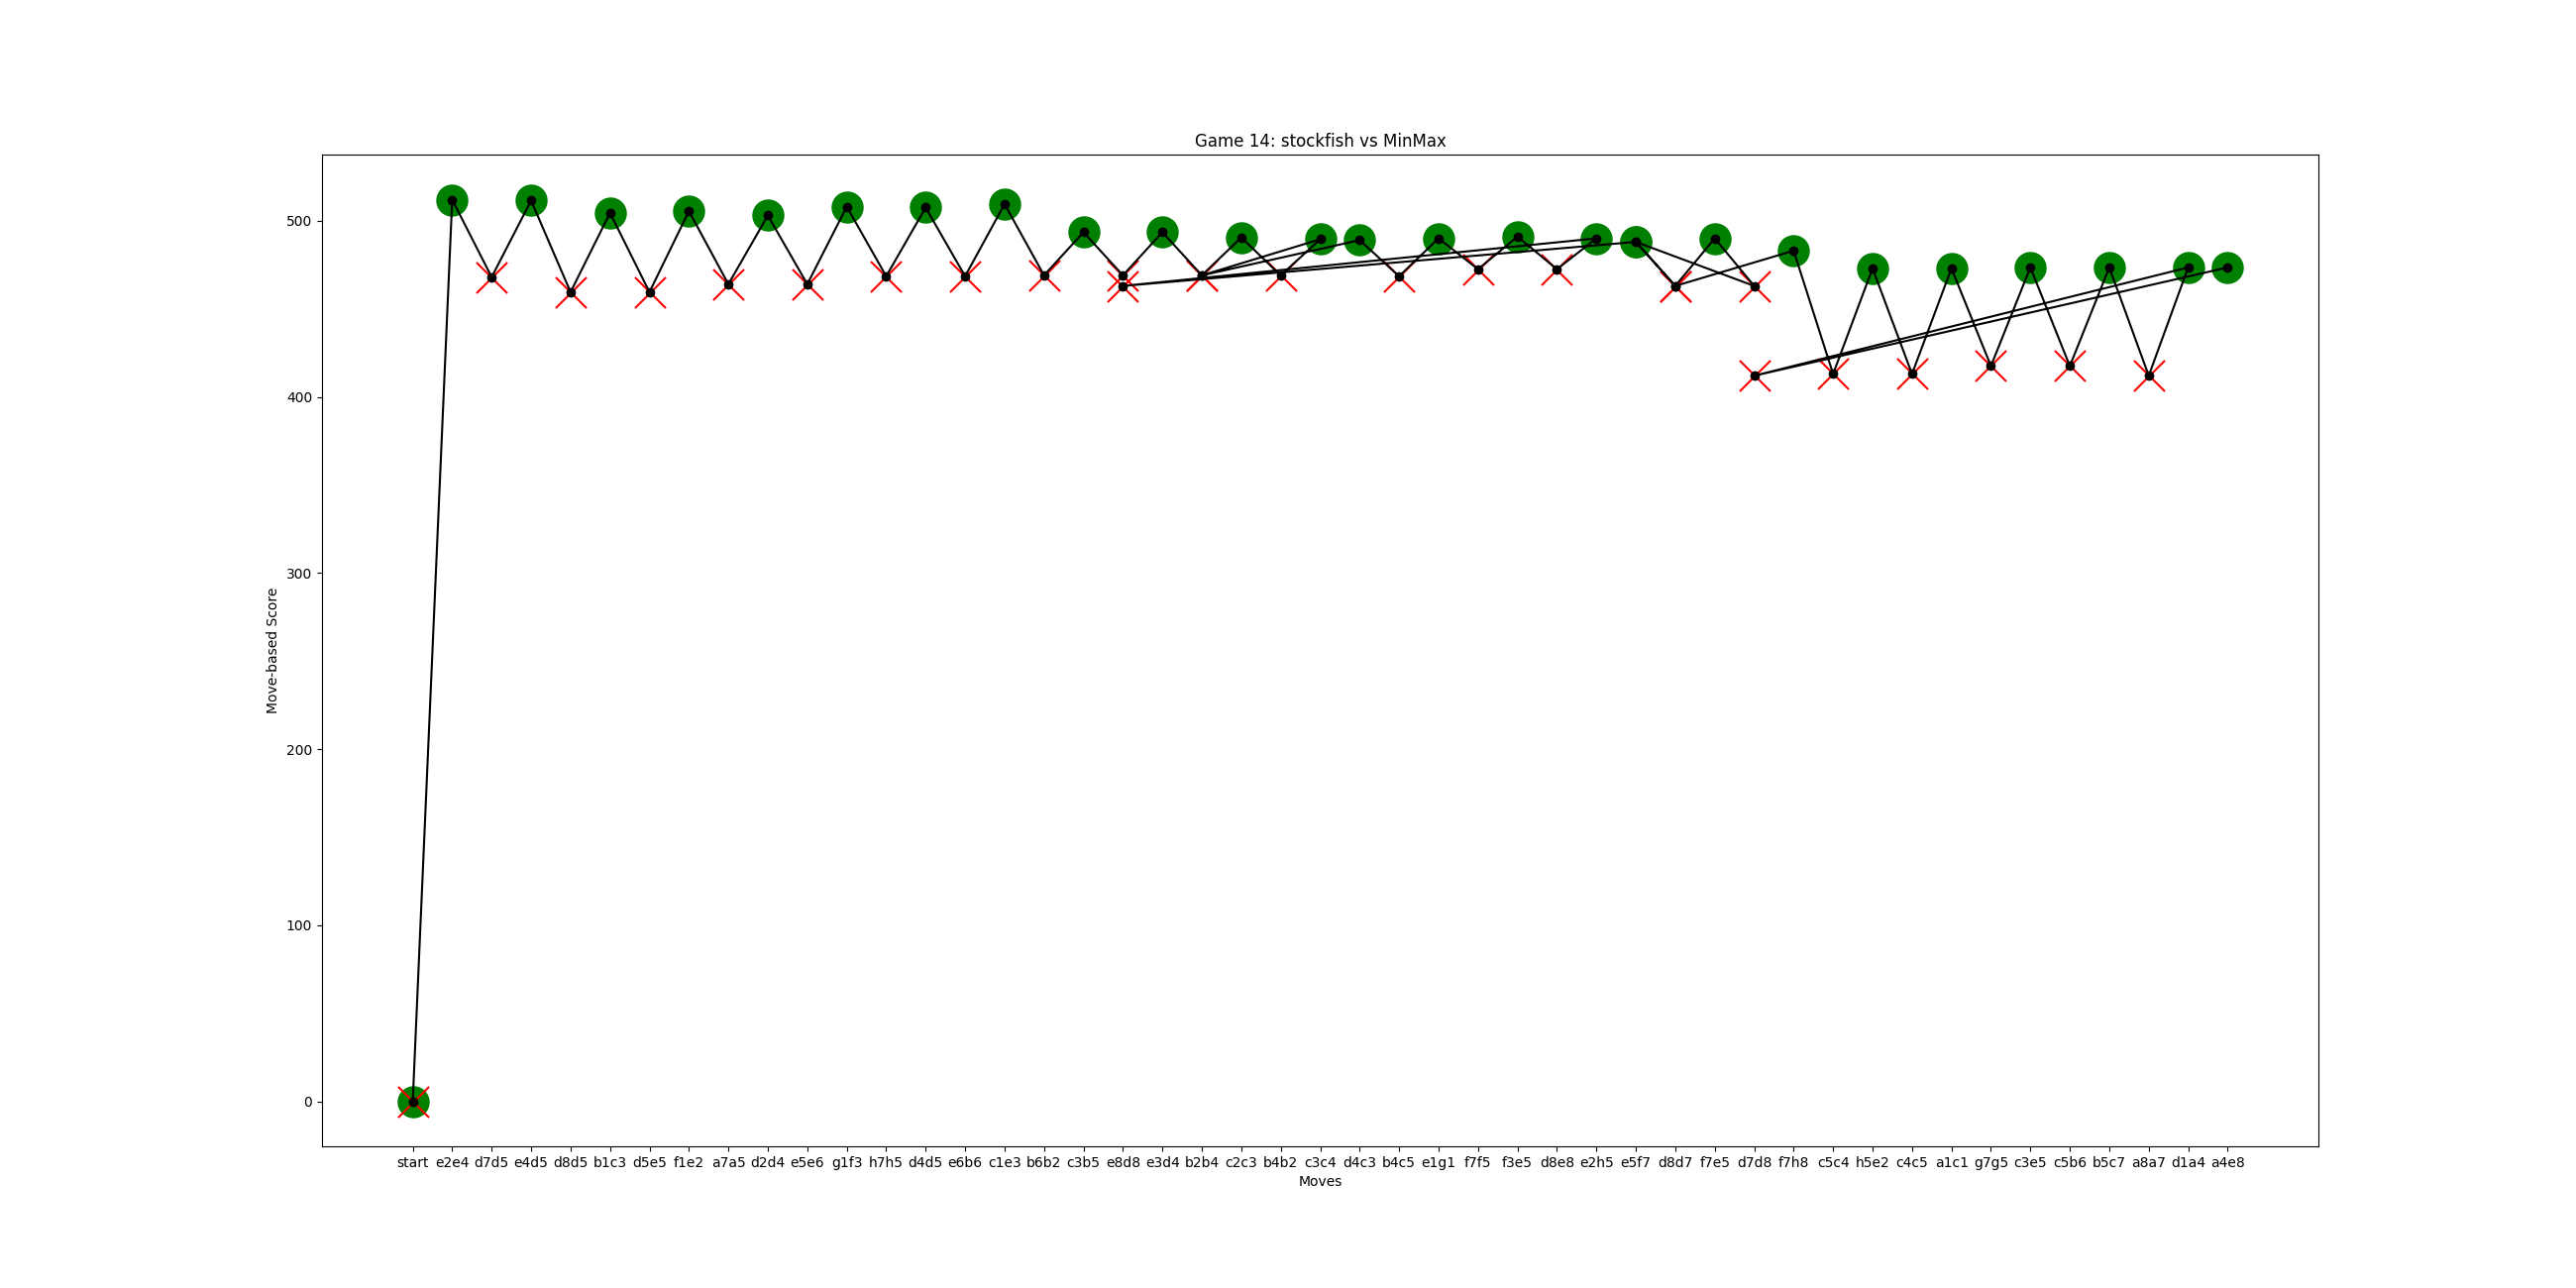 Game 14: stockfish vs MinMax
500
400
300
200
100
0
Move-based Score
start e2e4 d7d5 e4d5 d8d5 b1c3 d5e5 f1e2 a7a5 d2d4 e5e6 g1f3 h7h5 d4d5 e6b6 c1e3 b6b2 c3b5 e8d8 e3d4 b2b4 c2c3 b4b2 c3c4 d4c3 b4c5 e1g1 f7f5 f3e5 d8e8 e2h5 e5f7 d8d7 f7e5 d7d8 f7h8 c5c4 h5e2 c4c5 a1c1 g7g5 c3e5 c5b6 b5c7 a8a7 d1a4 a4e8
Moves